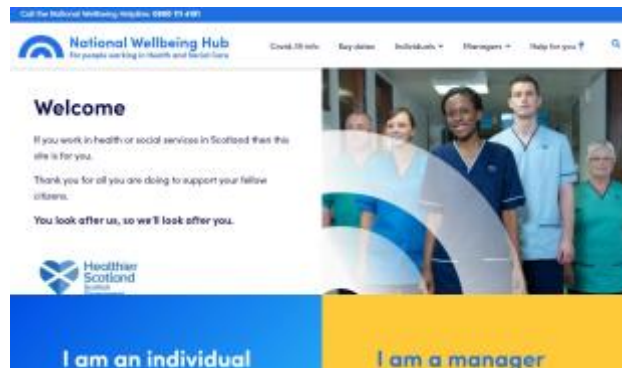 Call the National Wellbeing Helpline 0800 111 4191
National Wellbeing Hub
For people working in Health and Social Care
Covid-19 info
Key dates
Individuals
Managers
Help for you
Welcome
If you work in health or social services in Scotland then this
site is for you.
Thank you for all you are doing to support your fellow
citizens.
You look after us, so we'll look after you.
Healthier
Scotland
Scottish
I am an individual
I am a manager